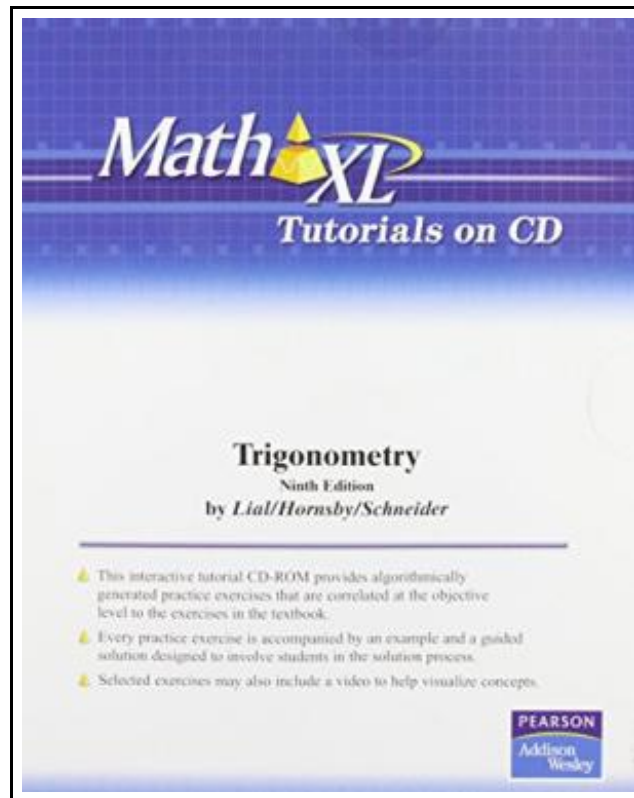 Math XL
Tutorials on CD
Trigonometry
Ninth Edition
by Lial/Hornsby/Schneider
This interactive tutorial CD-ROM provides algorithmically
generated practice exercises that are correlated at the objective
level to the exercises in the textbook.
Every practice exercise is accompanied by an example and a guided
solution designed to involve students in the solution process.
Selected exercises may also include a video to help visualize concepts.
PEARSON
Addison
Wesley